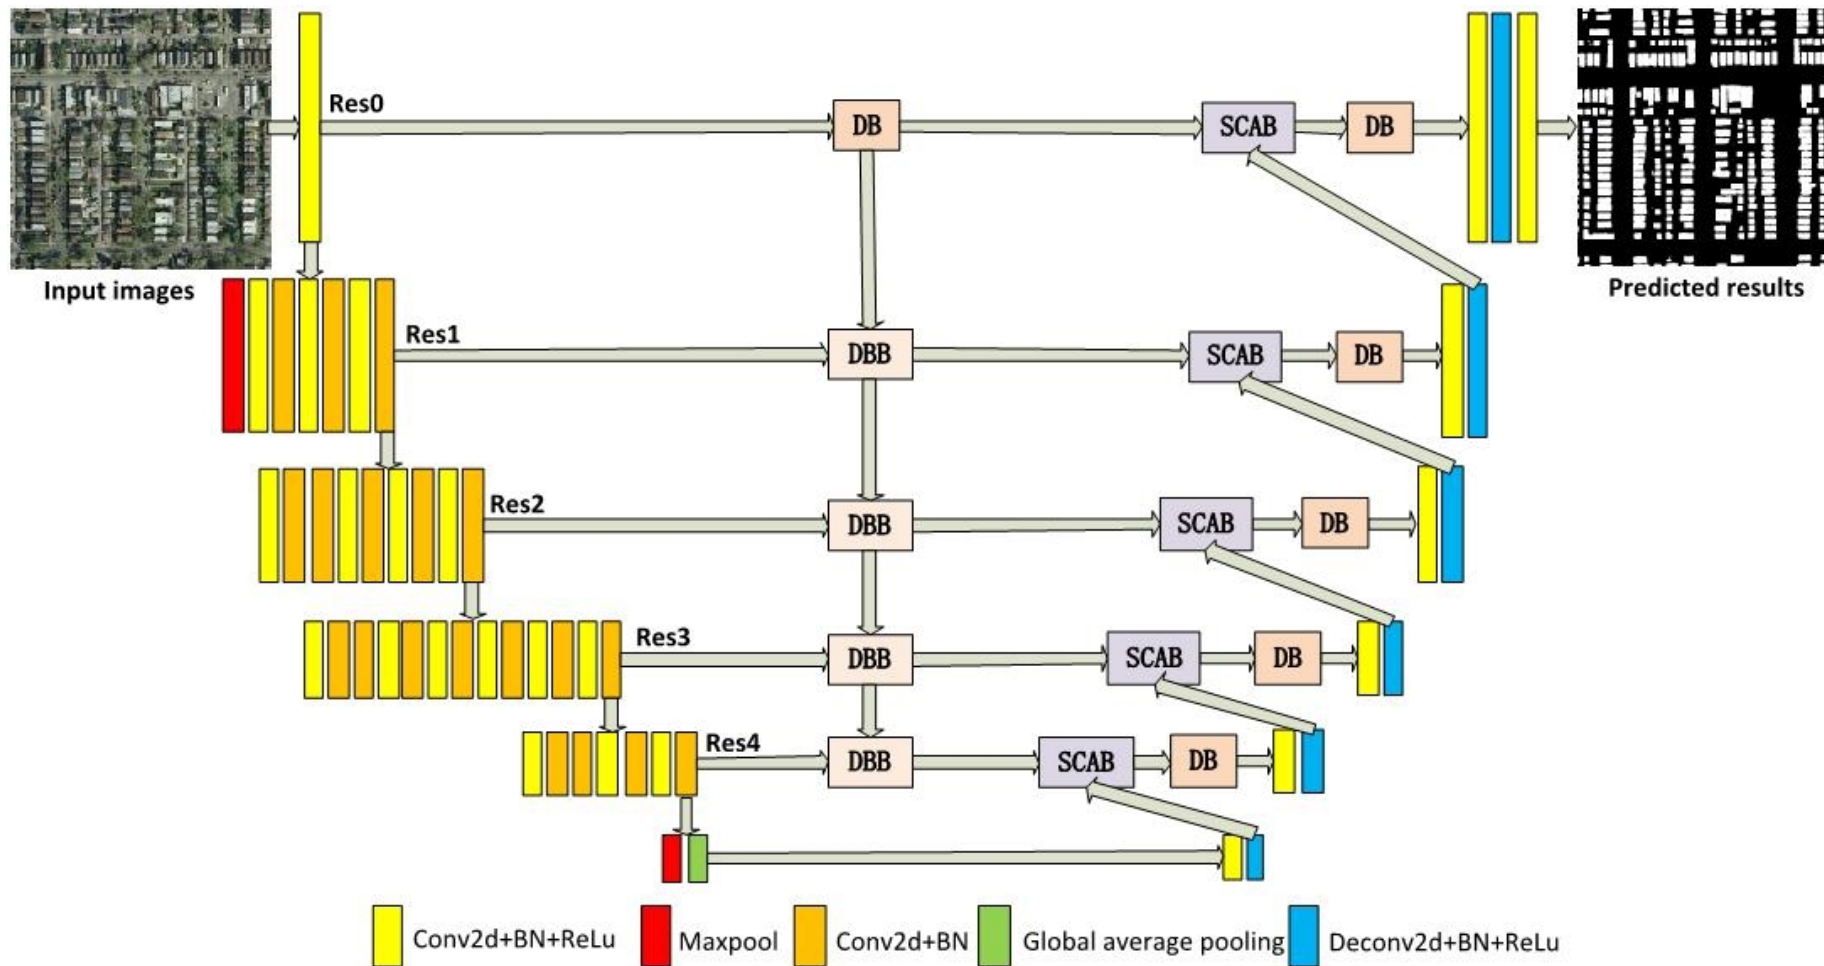 Res0
DB
SCAB
DB
Input images
Predicted results
Res1
DBB
SCAB
DB
Res2
DBB
SCAB
DB
Res3
DBB
SCAB
DB
Res4
DBB
SCAB
DB
Conv2d+BN+ReLu
Maxpool
Conv2d+BN
Global average pooling
Deconv2d+BN+ReLu